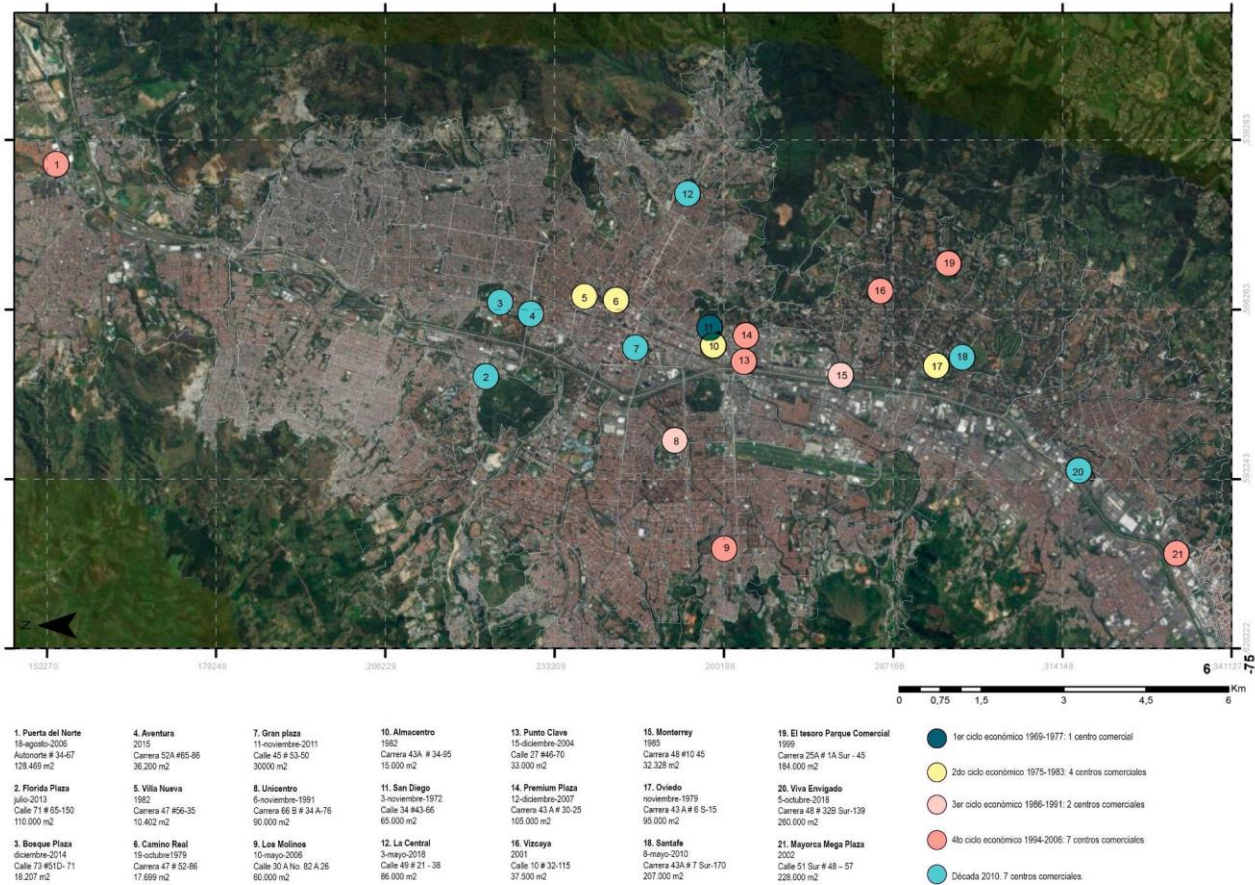 1
12
19
16
3
5
6
4
11
14
10
7
13
18
17
15
2
8
20
9
21
N
.539283
.566263
.593243
.620222
152270
179249
206229
233209
260188
287168
.314148
.341127
6
-75
Km
0
0,75
1,5
3
4,5
6
1. Puerta del Norte
18-agosto-2006
Autonorte # 34-67
128.469 m2
2. Florida Plaza
julio-2013
Calle 71 # 65-150
110.000 m2
3. Bosque Plaza
diciembre-2014
Calle 73 #51D- 71
18.207 m2
4. Aventura
2015
Carrera 52A #65-86
36.200 m2
5. Villa Nueva
1982
Carrera 47 #56-35
10.402 m2
6. Camino Real
19-octubre1979
Carrera 47 # 52-86
17.699 m2
7. Gran plaza
11-noviembre-2011
Calle 45 # 53-50
30000 m2
8. Unicentro
6-noviembre-1991
Carrera 66 B # 34 A-76
90.000 m2
9. Los Molinos
10-mayo-2006
Calle 30 A No. 82 A 26
60.000 m2
10. Almacentro
1982
Carrera 43A # 34-95
15.000 m2
11. San Diego
3-noviembre-1972
Calle 34 #43-66
65.000 m2
12. La Central
3-mayo-2018
Calle 49 # 21 - 38
86.000 m2
13. Punto Clave
15-diciembre-2004
Calle 27 #46-70
33.000 m2
14. Premium Plaza
12-diciembre-2007
Carrera 43 A # 30-25
105.000 m2
16. Vizcaya
2001
Calle 10 # 32-115
37.500 m2
15. Monterrey
1985
Carrera 48 #10 45
32.328 m2
17. Oviedo
noviembre-1979
Carrera 43 A # 6 S-15
95.000 m2
18. Santafe
8-mayo-2010
Carrera 43A # 7 Sur-170
207.000 m2
19. El tesoro Parque Comercial
1999
Carrera 25A # 1A Sur - 45
184.000 m2
20. Viva Envigado
5-octubre-2018
Carrera 48 # 32B Sur-139
260.000 m2
21. Mayorca Mega Plaza
2002
Calle 51 Sur # 48 – 57
228.000 m2
1er ciclo económico 1969-1977: 1 centro comercial
2do ciclo económico 1975-1983: 4 centros comerciales
3er ciclo económico 1986-1991: 2 centros comerciales
4to ciclo económico 1994-2006: 7 centros comerciales
Década 2010. 7 centros comerciales.